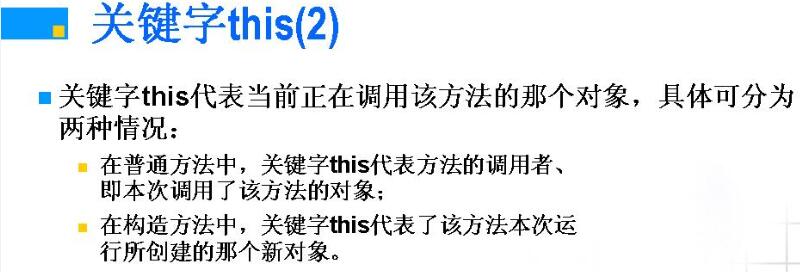 关键字this(2)
关键字this代表当前正在调用该方法的那个对象，具体可分为
两种情况：
在普通方法中，关键字this代表方法的调用者、
即本次调用了该方法的对象；
在构造方法中，关键字this代表了该方法本次运
行所创建的那个新对象。